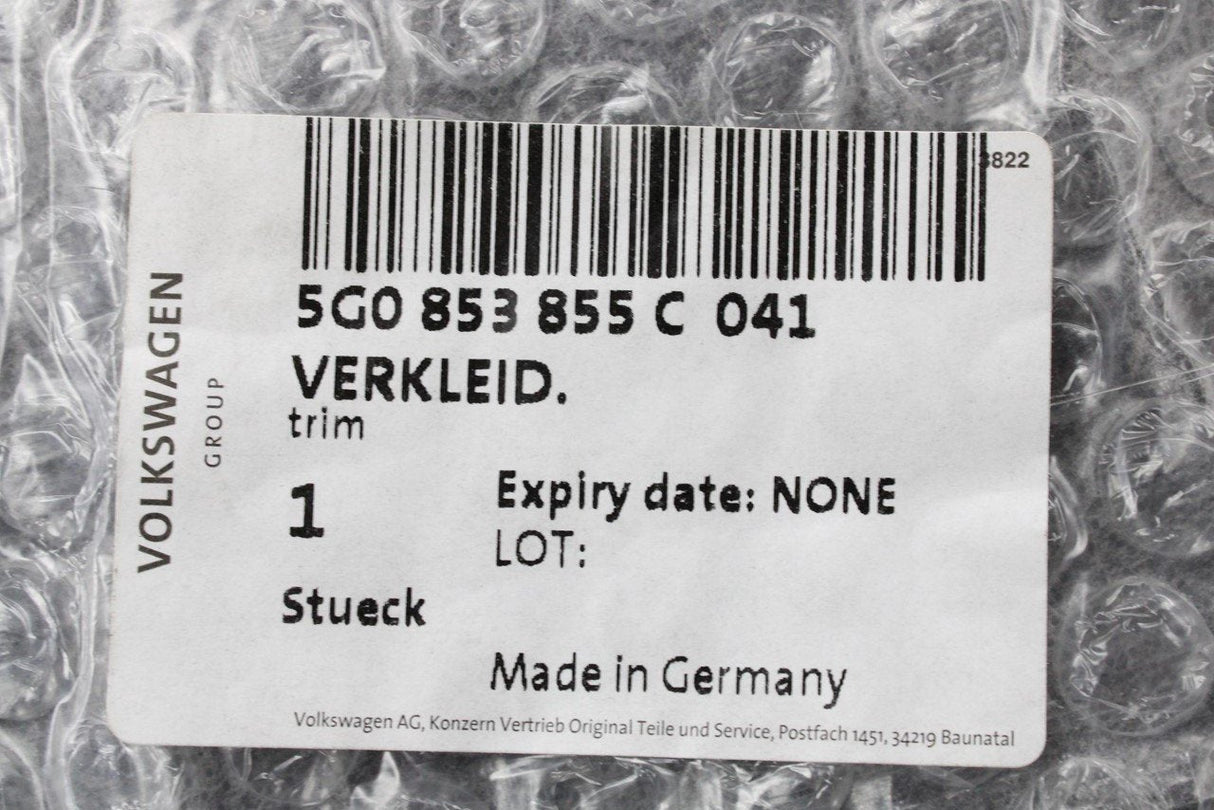 3822
5G0 853 855 C 041
VERKLEID.
trim
1
Expiry date: NONE
LOT:
Stueck
Made in Germany
Volkswagen AG, Konzern Vertrieb Original Teile und Service, Postfach 1451, 34219 Baunatal
VOLKSWAGEN
GROUP